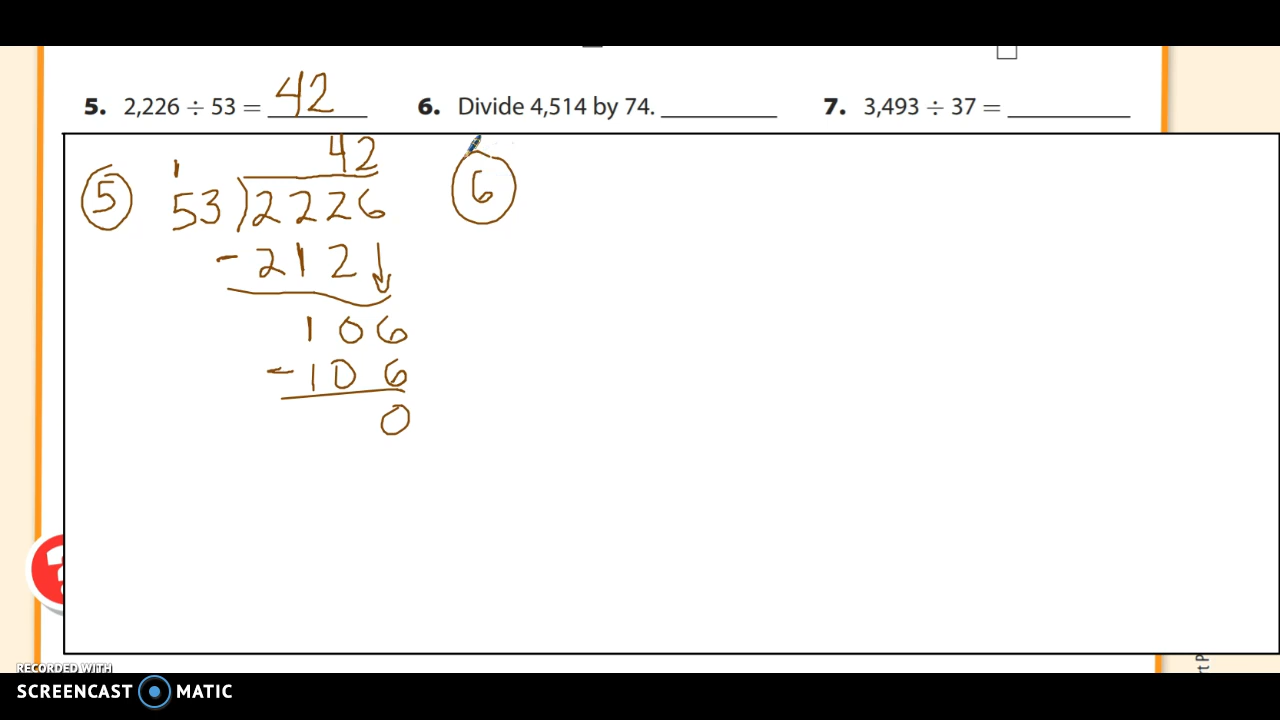 5. 2,226 ÷ 53 = 42
6. Divide 4,514 by 74.
7. 3,493 ÷ 37 =
42
1
5 53)2226
6
- 212
106
- 106
0
RECORDED WITH
SCREENCAST MATIC